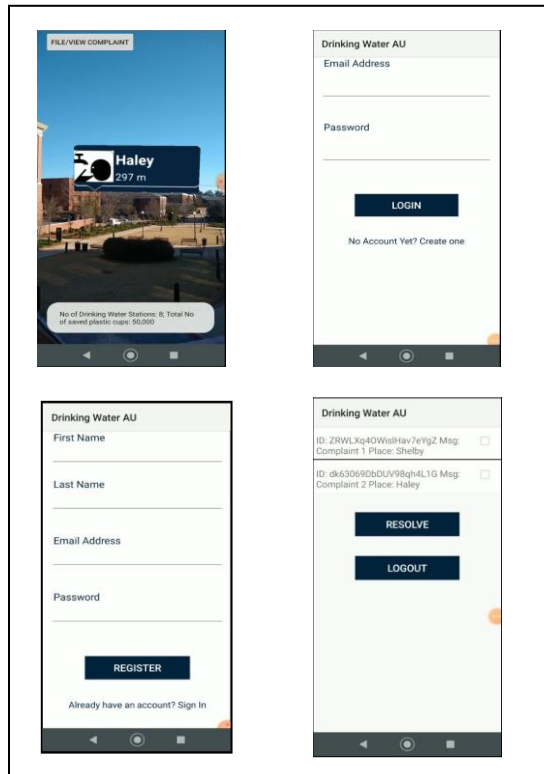 FILE/VIEW COMPLAINT
Haley
297 m
No of Drinking Water Stations: 8; Total No
of saved plastic cups: 50,000
Drinking Water AU
Email Address
Password
LOGIN
No Account Yet? Create one
Drinking Water AU
First Name
Last Name
Email Address
Password
REGISTER
Already have an account? Sign In
Drinking Water AU
ID: ZRWLXq4OWislHav7eYgZ Msg:
Complaint 1 Place: Shelby
ID: dk63069DbDUV98qh4L1G Msg:
Complaint 2 Place: Haley
RESOLVE
LOGOUT